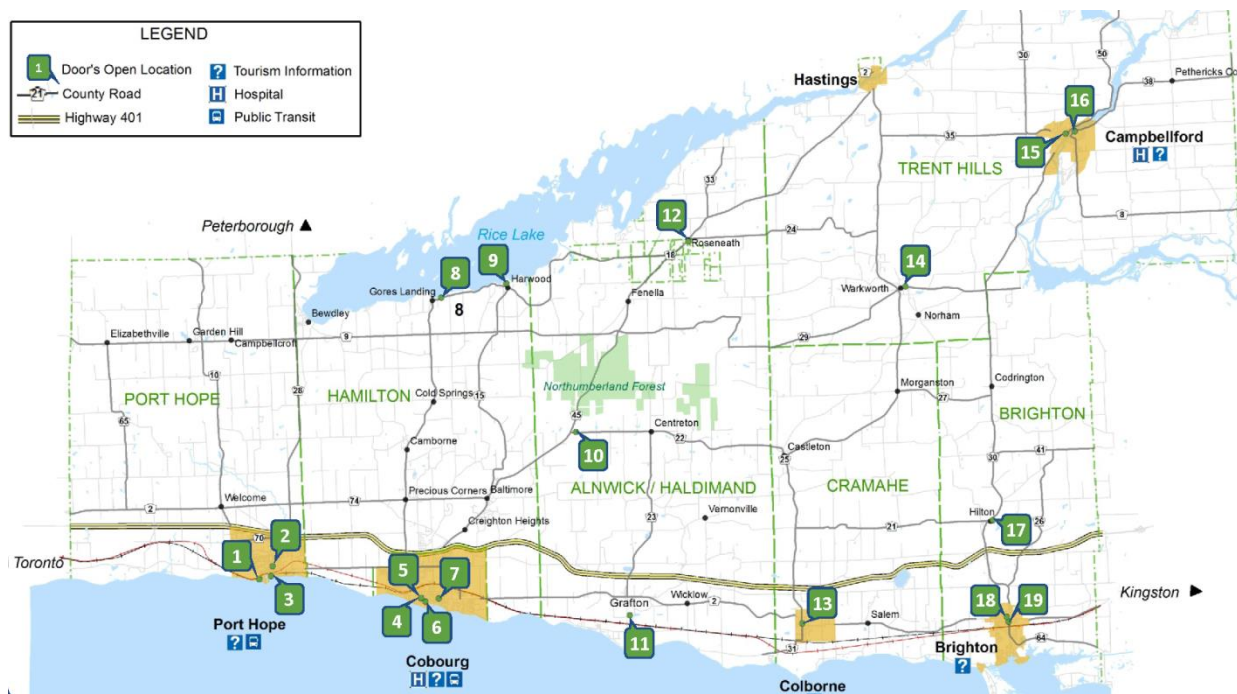 LEGEND
1 Door's Open Location
21 County Road
Highway 401
? Tourism Information
H Hospital
Public Transit
Hastings
2
30
50
38
Pethericks Co
16
35
15
Campbellford
H ?
TRENT HILLS
8
33
12
24
Roseneath
Peterborough
Rice Lake
18
8
9
Harwood
Gores Landing
8
14
Warkworth
Fenella
Bewdley
Norham
Elizabethville
Garden Hill
Campbellcroft
9
29
10
28
Northumberland Forest
Codrington
PORT HOPE
HAMILTON
Cold Springs
15
Morganston
27
BRIGHTON
65
45
Centreton
22
10
Camborne
Castleton
25
30
41
ALNWICK / HALDIMAND
CRAMAHE
Welcome
2
74
Precious Corners
Baltimore
23
Vernonville
Creighton Heights
21
Hilton
17
26
70
2
1
3
Toronto
5
7
4
6
Grafton
Wicklow
2
11
13
Salem
18
19
Kingston
Port Hope
?
31
64
Brighton
?
Cobourg
H ?
Colborne